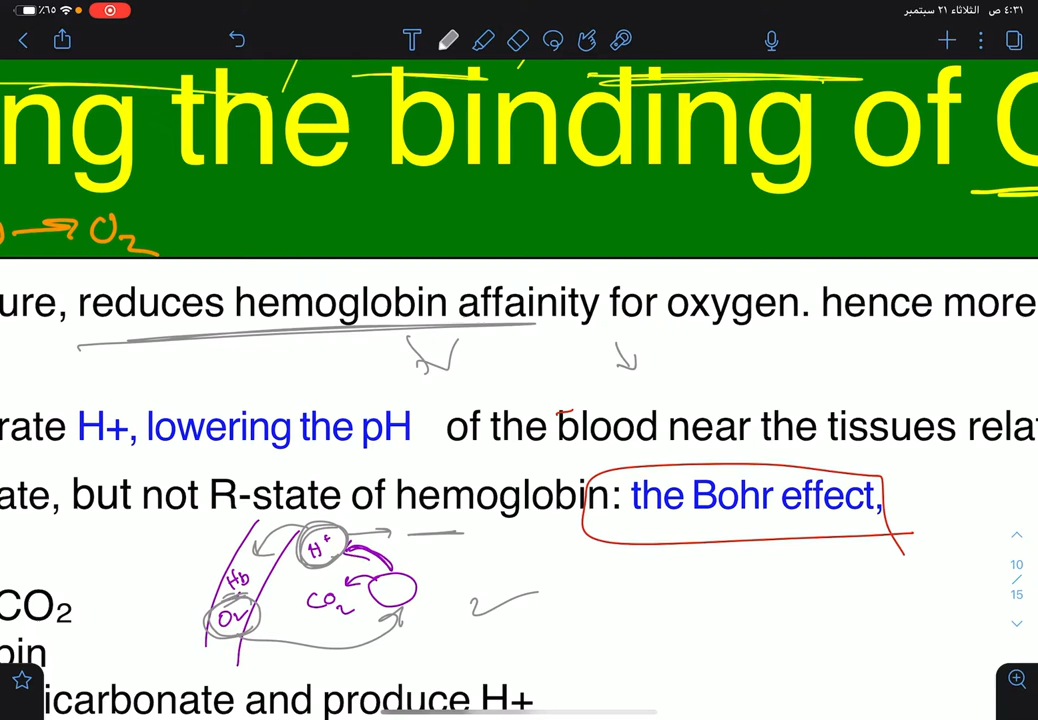 ٪٦٥
٤:٣١ ص الثلاثاء ٢١ سبتمبر
T
ng the binding of
→ O2
ure, reduces hemoglobin affainity for oxygen. hence more
rate H+, lowering the pH of the blood near the tissues rela
ate, but not R-state of hemoglobin: the Bohr effect,
H+
Hb
CO2
O2
CO₂
bin
icarbonate and produce H+
10
/
15